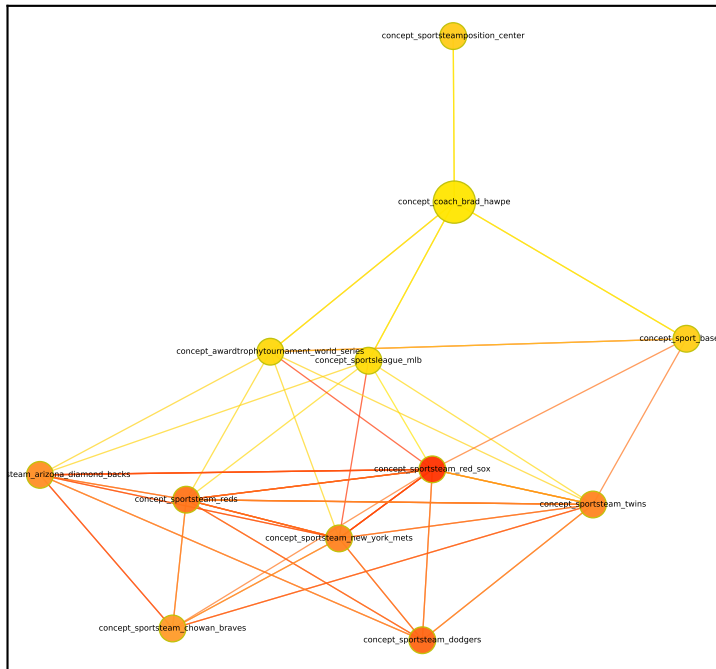 concept_sportsteamposition_center
concept_coach_brad_hawpe
concept_sport_base
concept_awardtrophytournament_world_series
concept_sportsleague_mlb
concept_sportsteam_red_sox
steam_arizona_diamond_backs
concept_sportsteam_reds
concept_sportsteam_twins
concept_sportsteam_new_york_mets
concept_sportsteam_chowan_braves
concept_sportsteam_dodgers